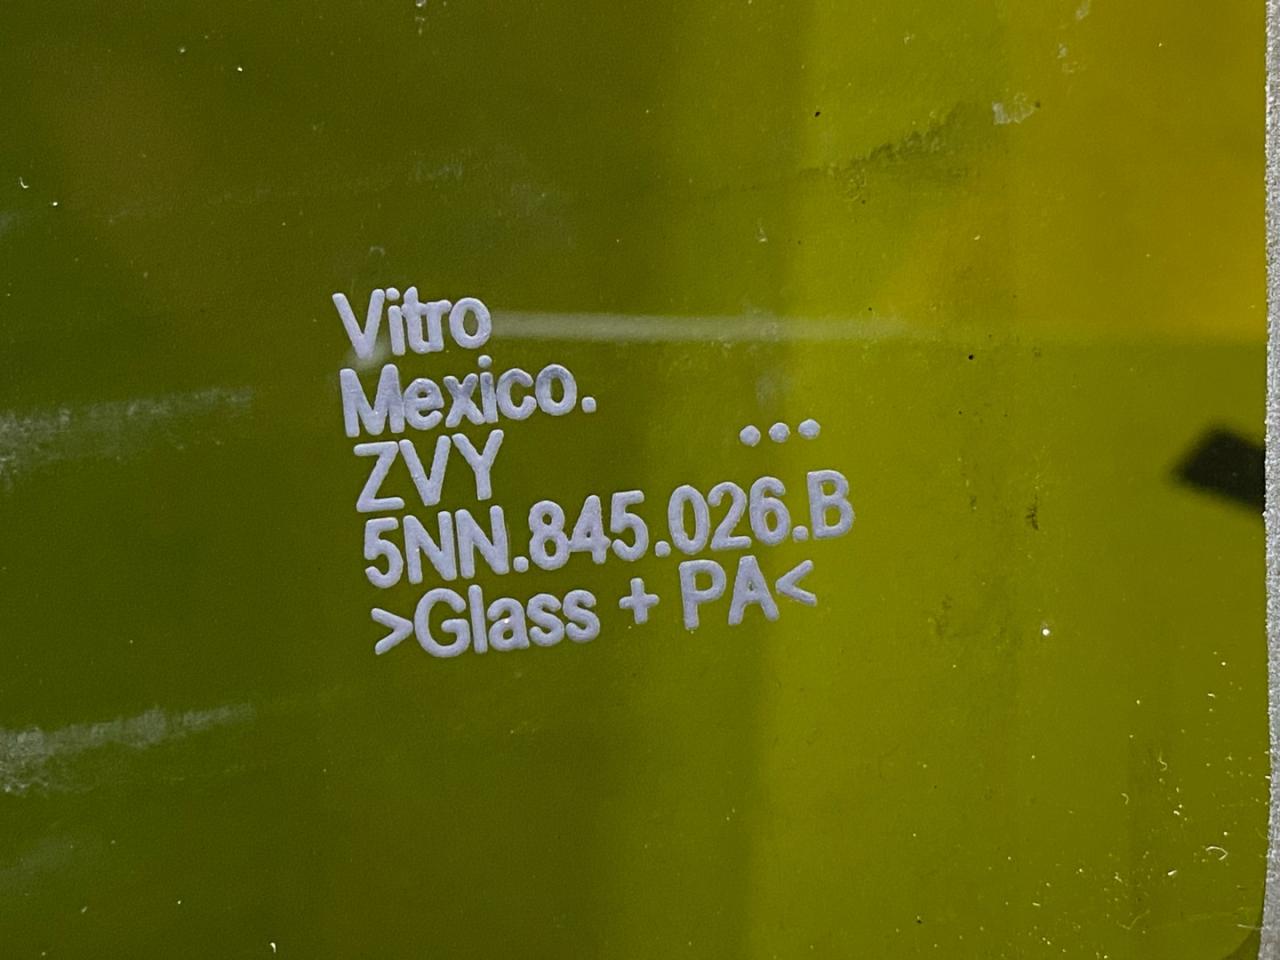 Vitro
Mexico.
ZVY ...
5NN.845.026.B
>Glass + PA<